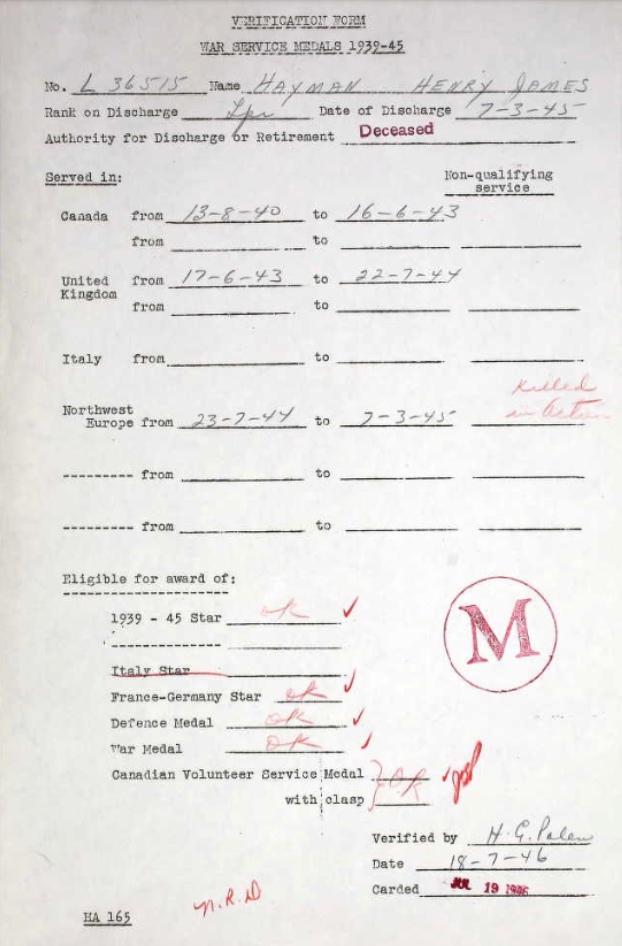 VERIFICATION FORM
WAR SERVICE MEDALS 1939-45
No. L 36515 Name HAYMAN HENRY JAMES
Rank on Discharge Tpr Date of Discharge 7-3-45
Authority for Discharge or Retirement Deceased
Served in: Non-qualifying
service
Canada from 13-8-40 to 16-6-43
from to
United
Kingdom from 17-6-43 to 22-7-44
from to
Italy from to
Killed
in Action
Northwest
Europe from 23-7-44 to 7-3-45
--------- from to
--------- from to
Eligible for award of:
1939 - 45 Star ok ✓
Italy Star ✓
France-Germany Star ok
Defence Medal ok ✓
War Medal ok ✓
Canadian Volunteer Service Medal } OK ✓
with clasp
M
Verified by H. G. Palen
Date 18-7-46
Carded JUL 19 1946
HA 165 N.R.D